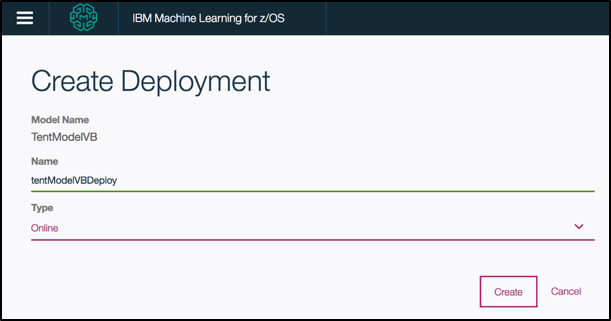 IBM Machine Learning for z/OS
Create Deployment
Model Name
TentModelVB
Name
tentModelVBDeploy
Type
Online
Create Cancel